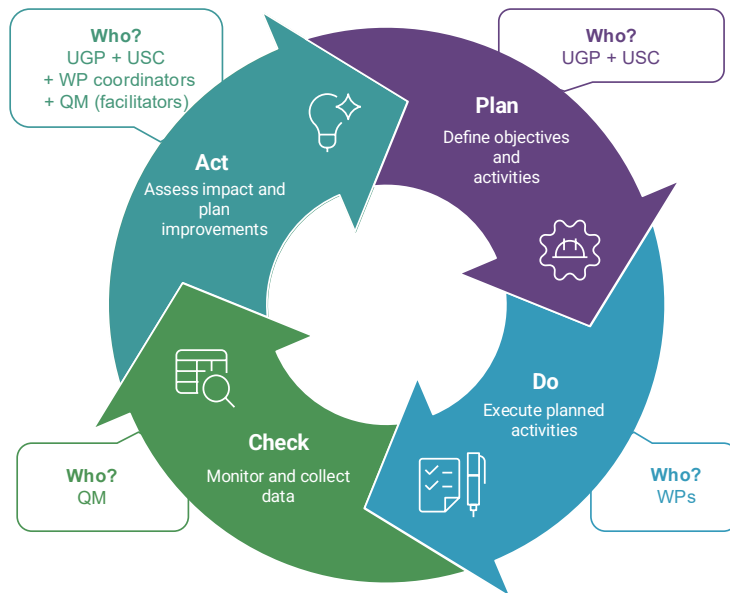 Who?
UGP + USC
+ WP coordinators
+ QM (facilitators)
Who?
UGP + USC
Plan
Define objectives
and
activities
Act
Assess impact and
plan
improvements
Do
Execute planned
activities
Check
Monitor and collect
data
Who?
QM
Who?
WPs